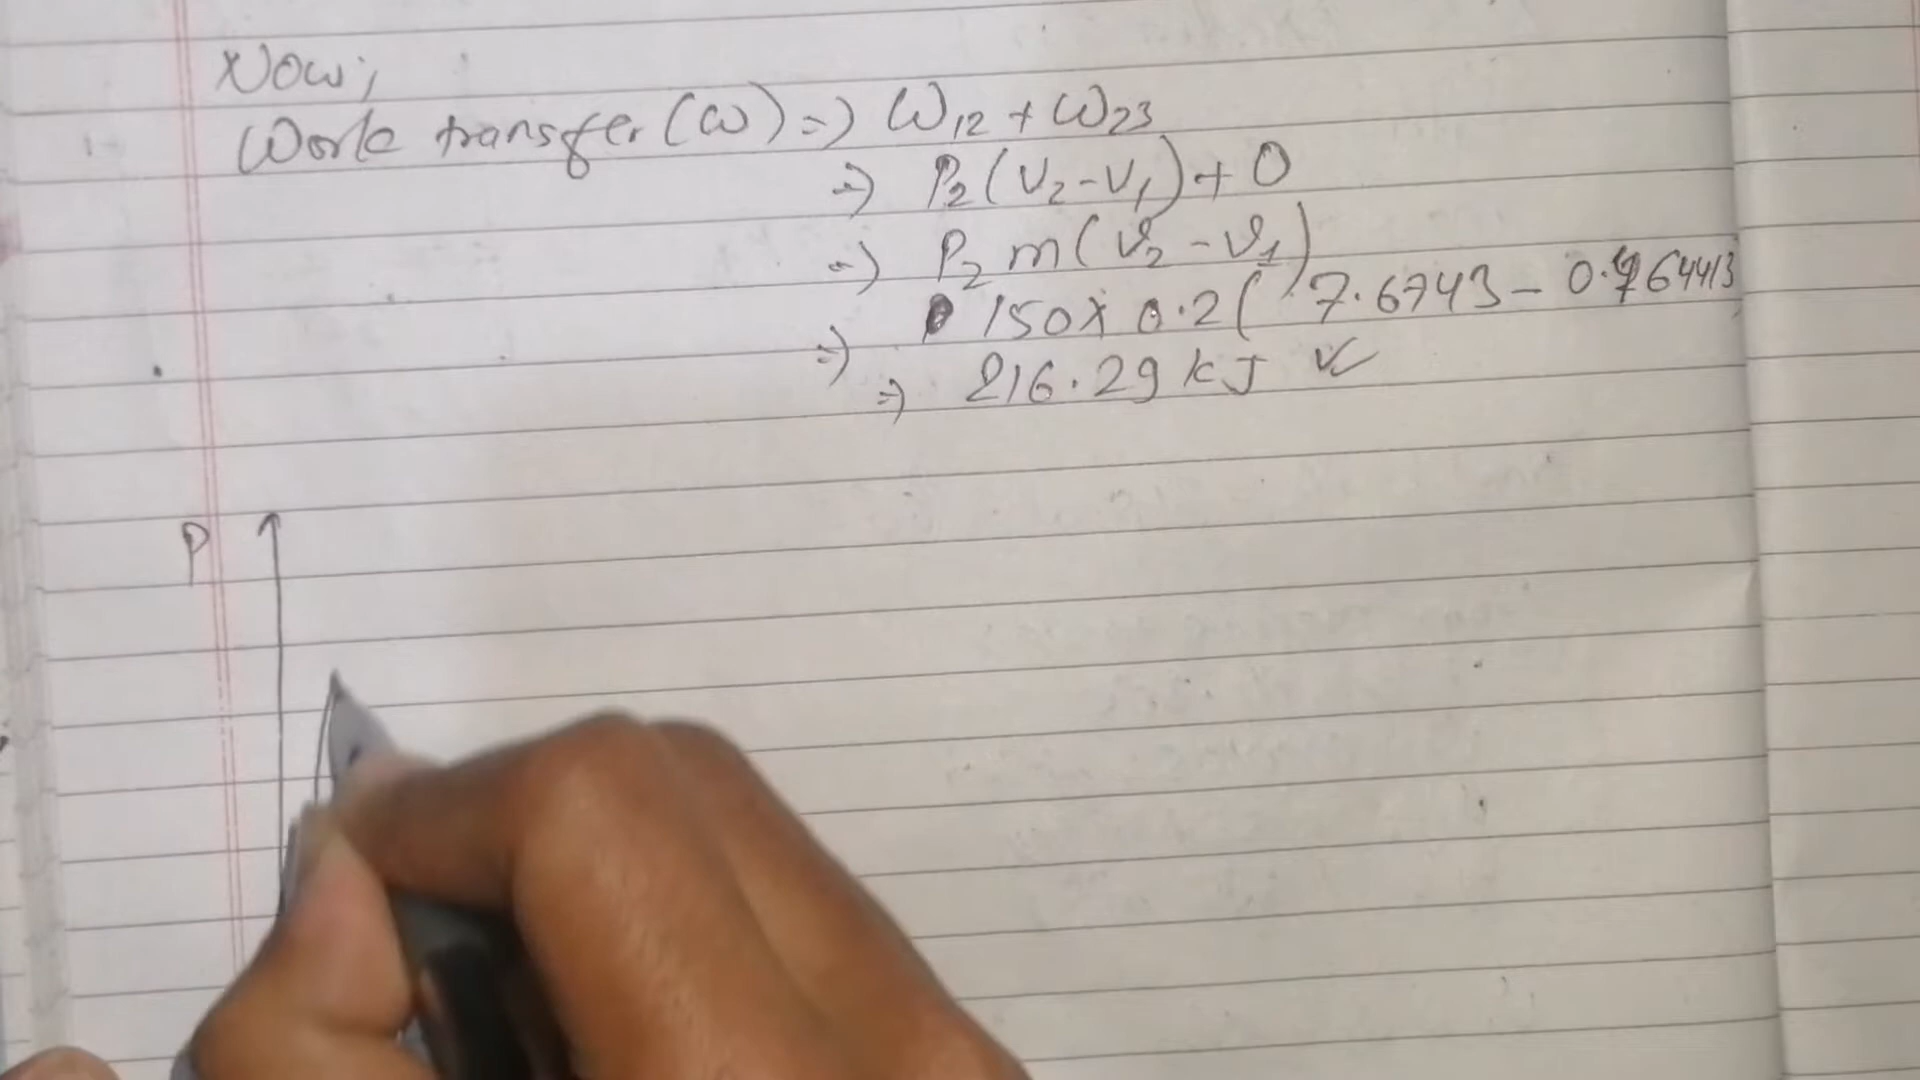 Now;
Work transfer (W) => W12 + W23
=> P2 (V2 - V1) + 0
=> P2 m (v2 - v1)
=> 150 x 0.2 ( 7.6743 - 0.464413
=> 216.29 kJ
P